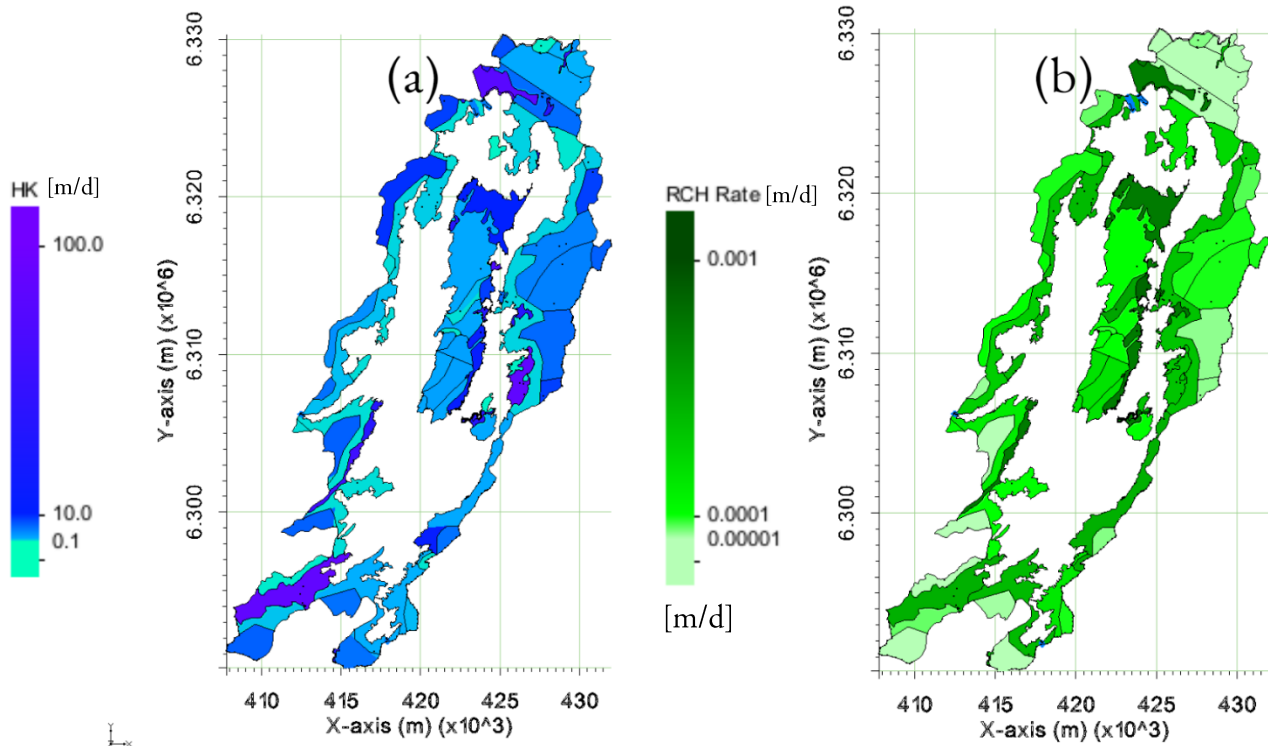 (a)
HK [m/d]
100.0
10.0
0.1
Y-axis (m) (x10^6)
6.330
6.320
6.310
6.300
410 415 420 425 430
X-axis (m) (x10^3)
Y
X
(b)
RCH Rate [m/d]
0.001
0.0001
0.00001
[m/d]
Y-axis (m) (x10^6)
6.330
6.320
6.310
6.300
410 415 420 425 430
X-axis (m) (x10^3)